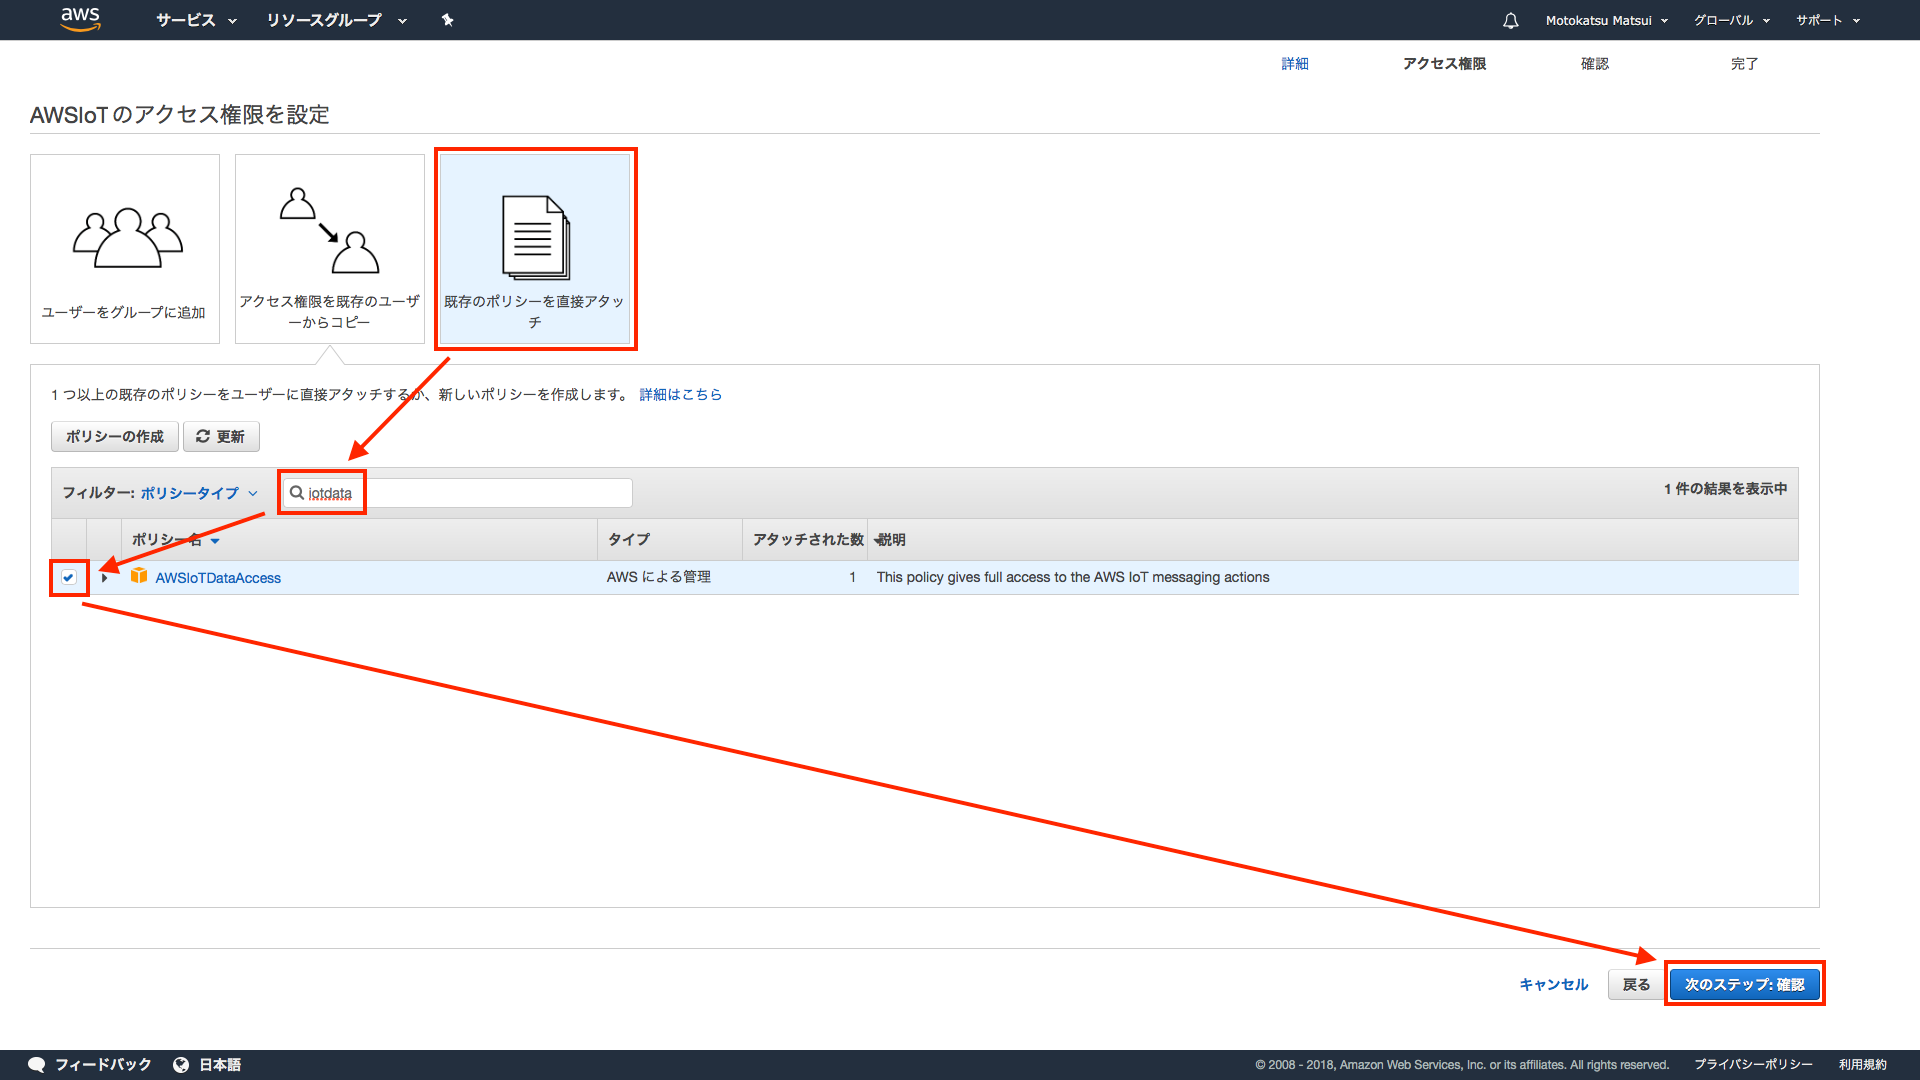 aws サービス リソースグループ Motokatsu Matsui グローバル サポート
詳細 アクセス権限 確認 完了
AWSIoTのアクセス権限を設定
ユーザーをグループに追加
アクセス権限を既存のユーザ
ーからコピー
既存のポリシーを直接アタッ
チ
1 つ以上の既存のポリシーをユーザーに直接アタッチするか、新しいポリシーを作成します。 詳細はこちら
ポリシーの作成 更新
フィルター: ポリシータイプ iotdata 1 件の結果を表示中
ポリシー名 タイプ アタッチされた数 説明
AWSIoTDataAccess AWS による管理 1 This policy gives full access to the AWS IoT messaging actions
キャンセル 戻る 次のステップ: 確認
フィードバック 日本語 © 2008 - 2018, Amazon Web Services, Inc. or its affiliates. All rights reserved. プライバシーポリシー 利用規約